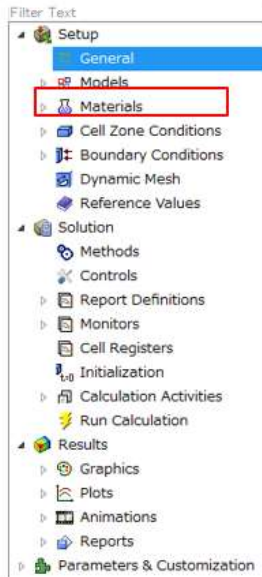 Filter Text
Setup
General
Models
Materials
Cell Zone Conditions
Boundary Conditions
Dynamic Mesh
Reference Values
Solution
Methods
Controls
Report Definitions
Monitors
Cell Registers
t=0 Initialization
Calculation Activities
Run Calculation
Results
Graphics
Plots
Animations
Reports
Parameters & Customization